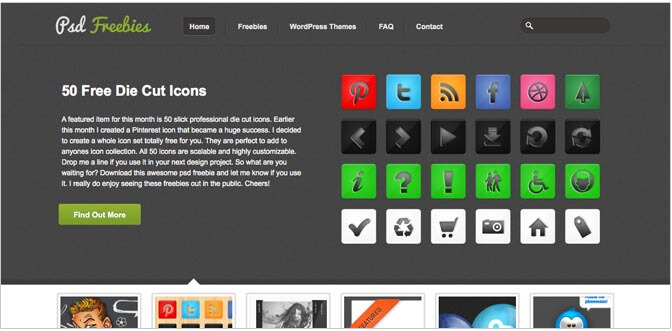 Psd Freebies
Home
Freebies
WordPress Themes
FAQ
Contact
50 Free Die Cut Icons
A featured item for this month is 50 slick professional die cut icons. Earlier
this month I created a Pinterest icon that became a huge success. I decided
to create a whole icon set totally free for you. They are perfect to add to
anyones icon collection. All 50 icons are scalable and highly customizable.
Drop me a line if you use it in your next design project. So what are you
waiting for? Download this awesome psd freebie and let me know if you use
it. I really do enjoy seeing these freebies out in the public. Cheers!
Find Out More
FEATURED